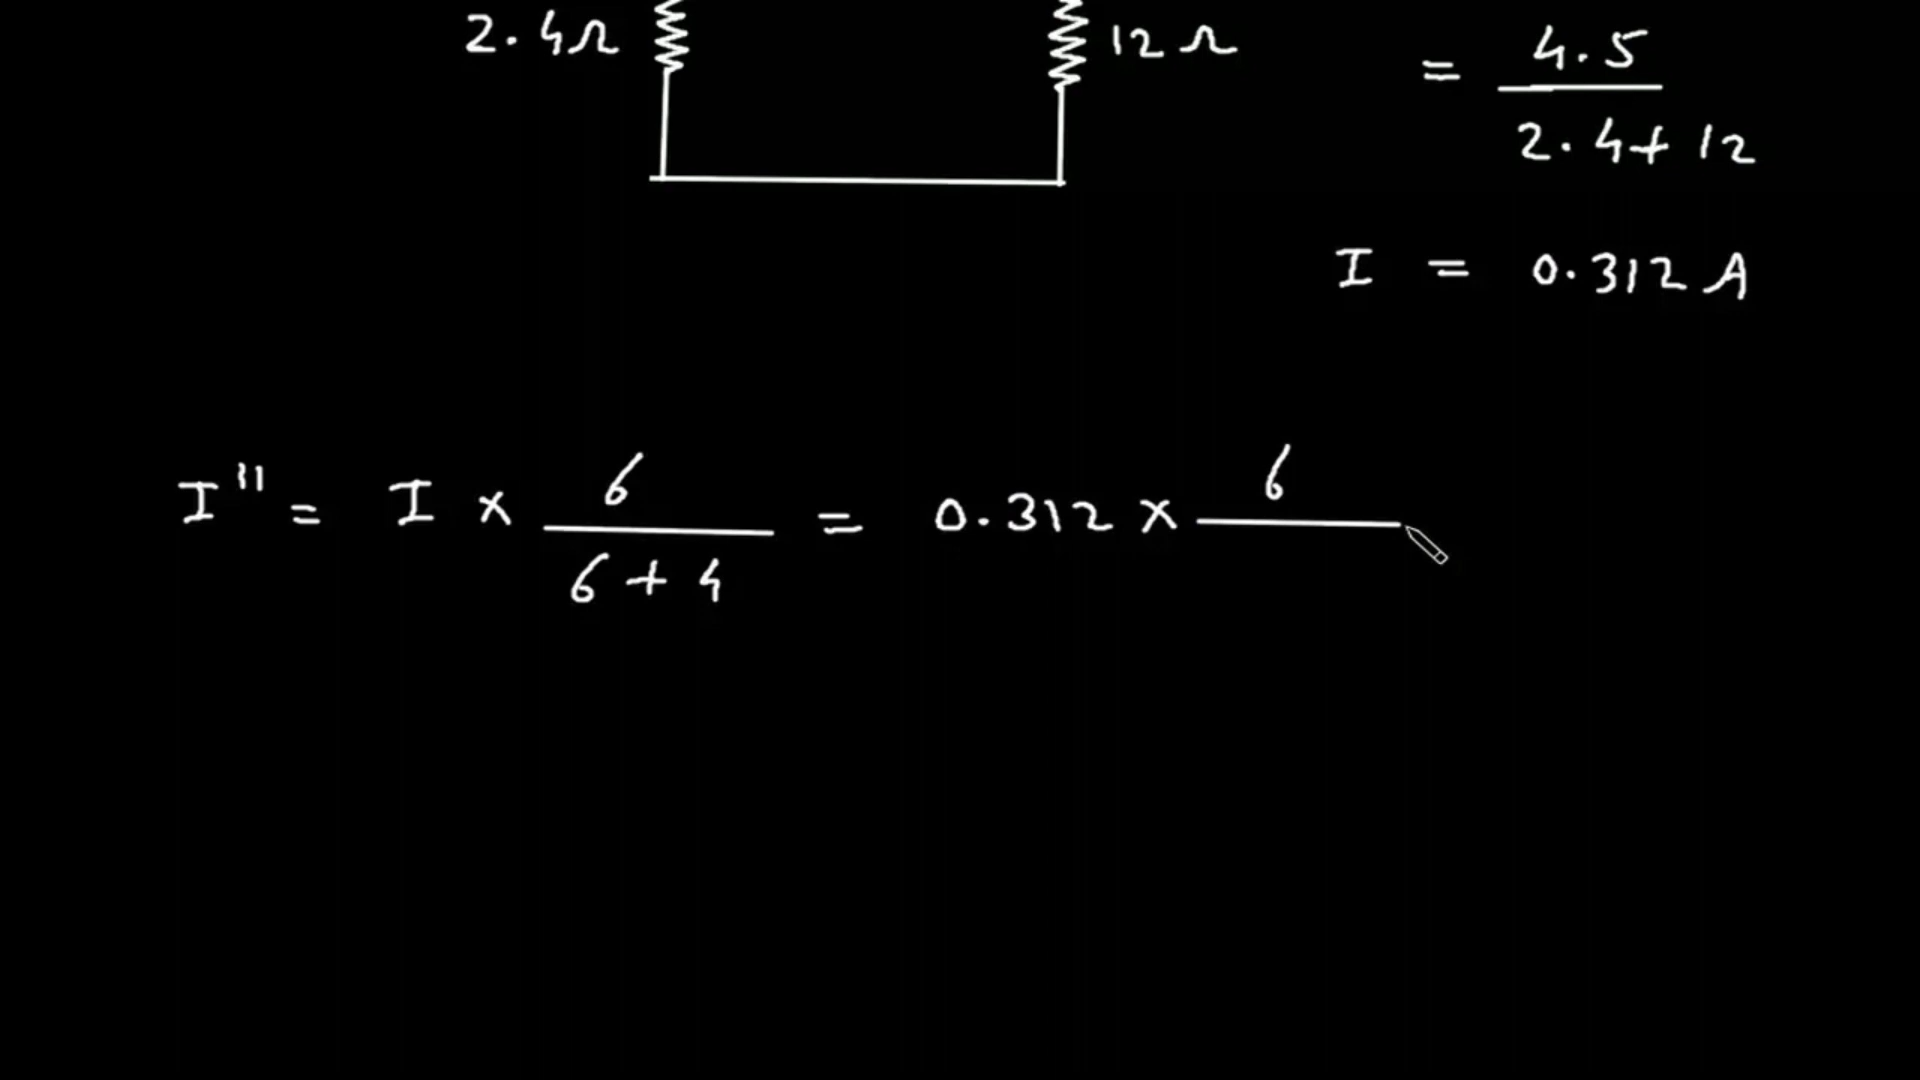 2.4Ω 12Ω = 4.5 / 2.4 + 12
I = 0.312 A
I" = I × 6 / 6 + 4 = 0.312 × 6